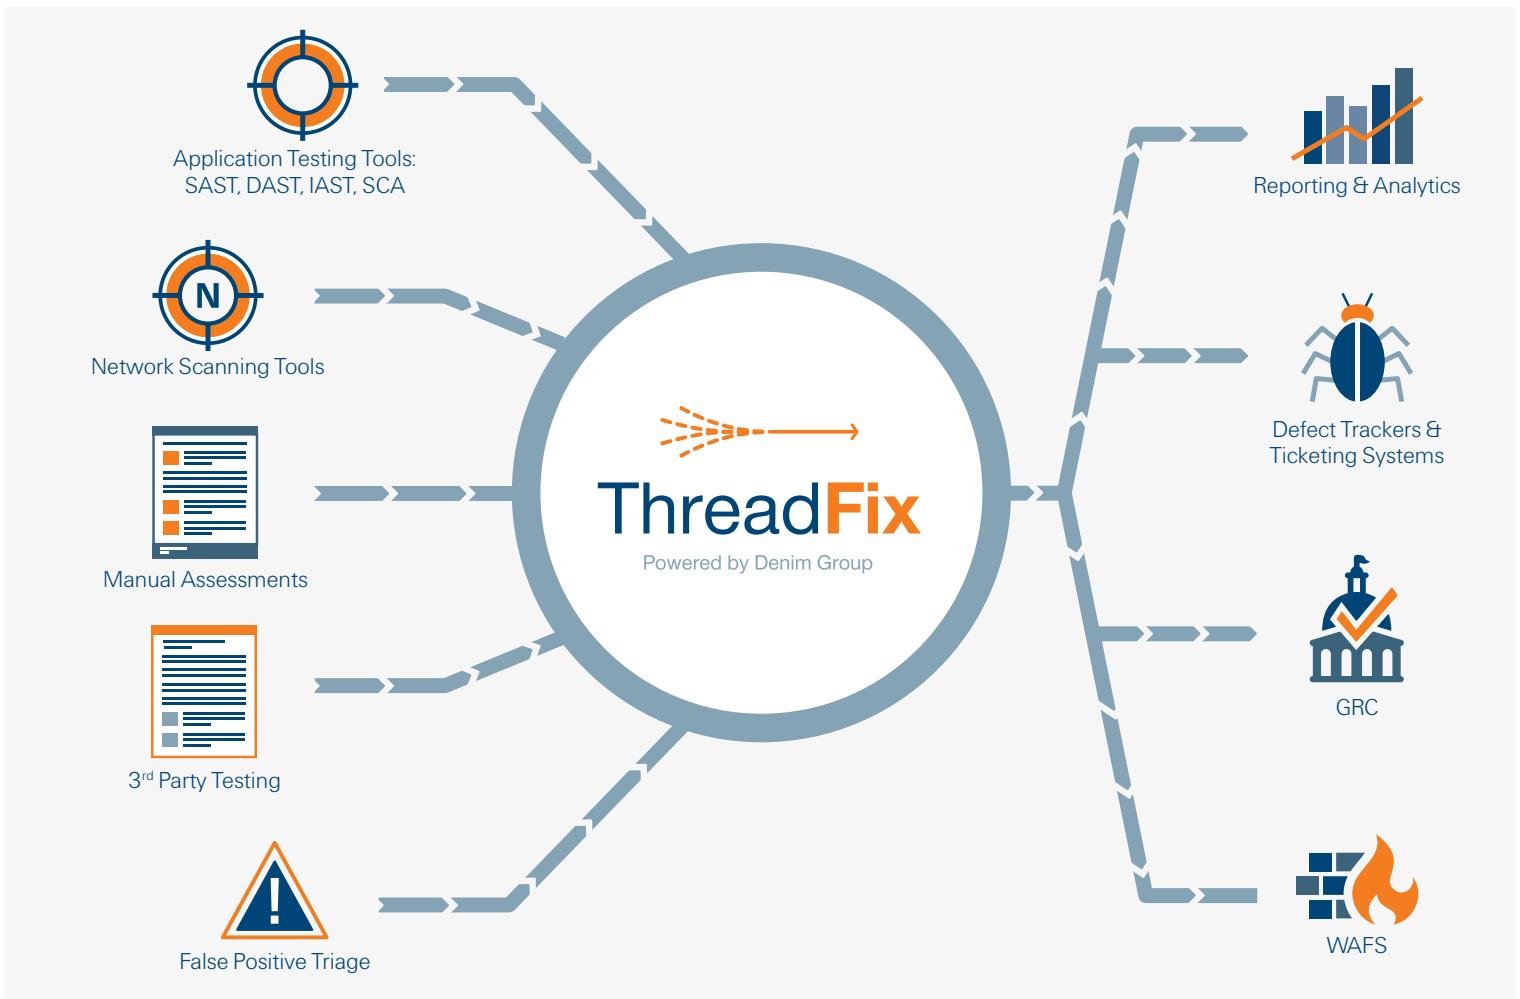 Application Testing Tools:
SAST, DAST, IAST, SCA
N
Network Scanning Tools
Manual Assessments
3rd Party Testing
!
False Positive Triage
ThreadFix
Powered by Denim Group
Reporting & Analytics
Defect Trackers &
Ticketing Systems
GRC
WAFS